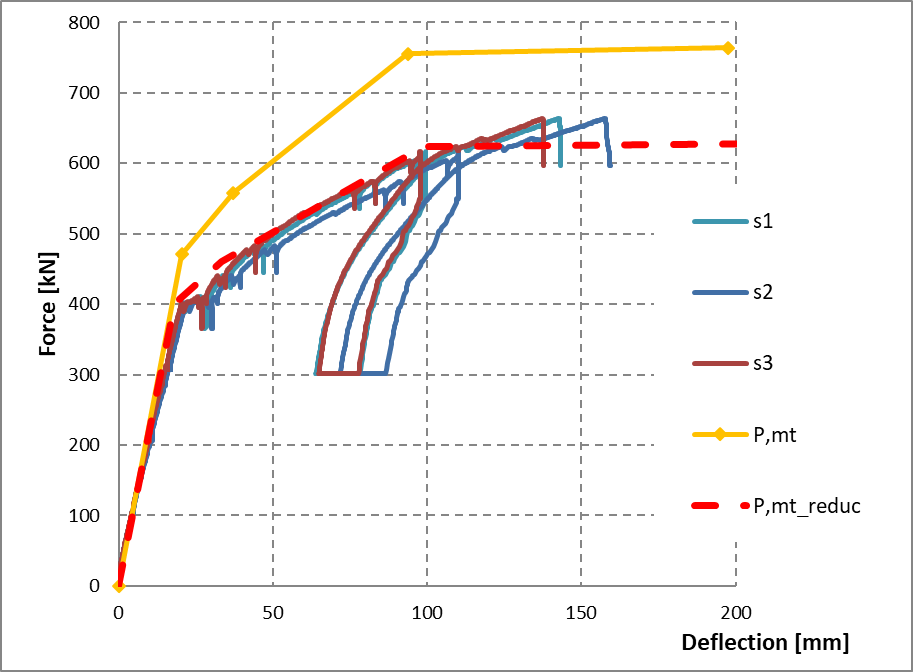 800
700
600
500
400
300
200
100
0
Force [kN]
0 50 100 150 200
Deflection [mm]
s1
s2
s3
P,mt
P,mt_reduc